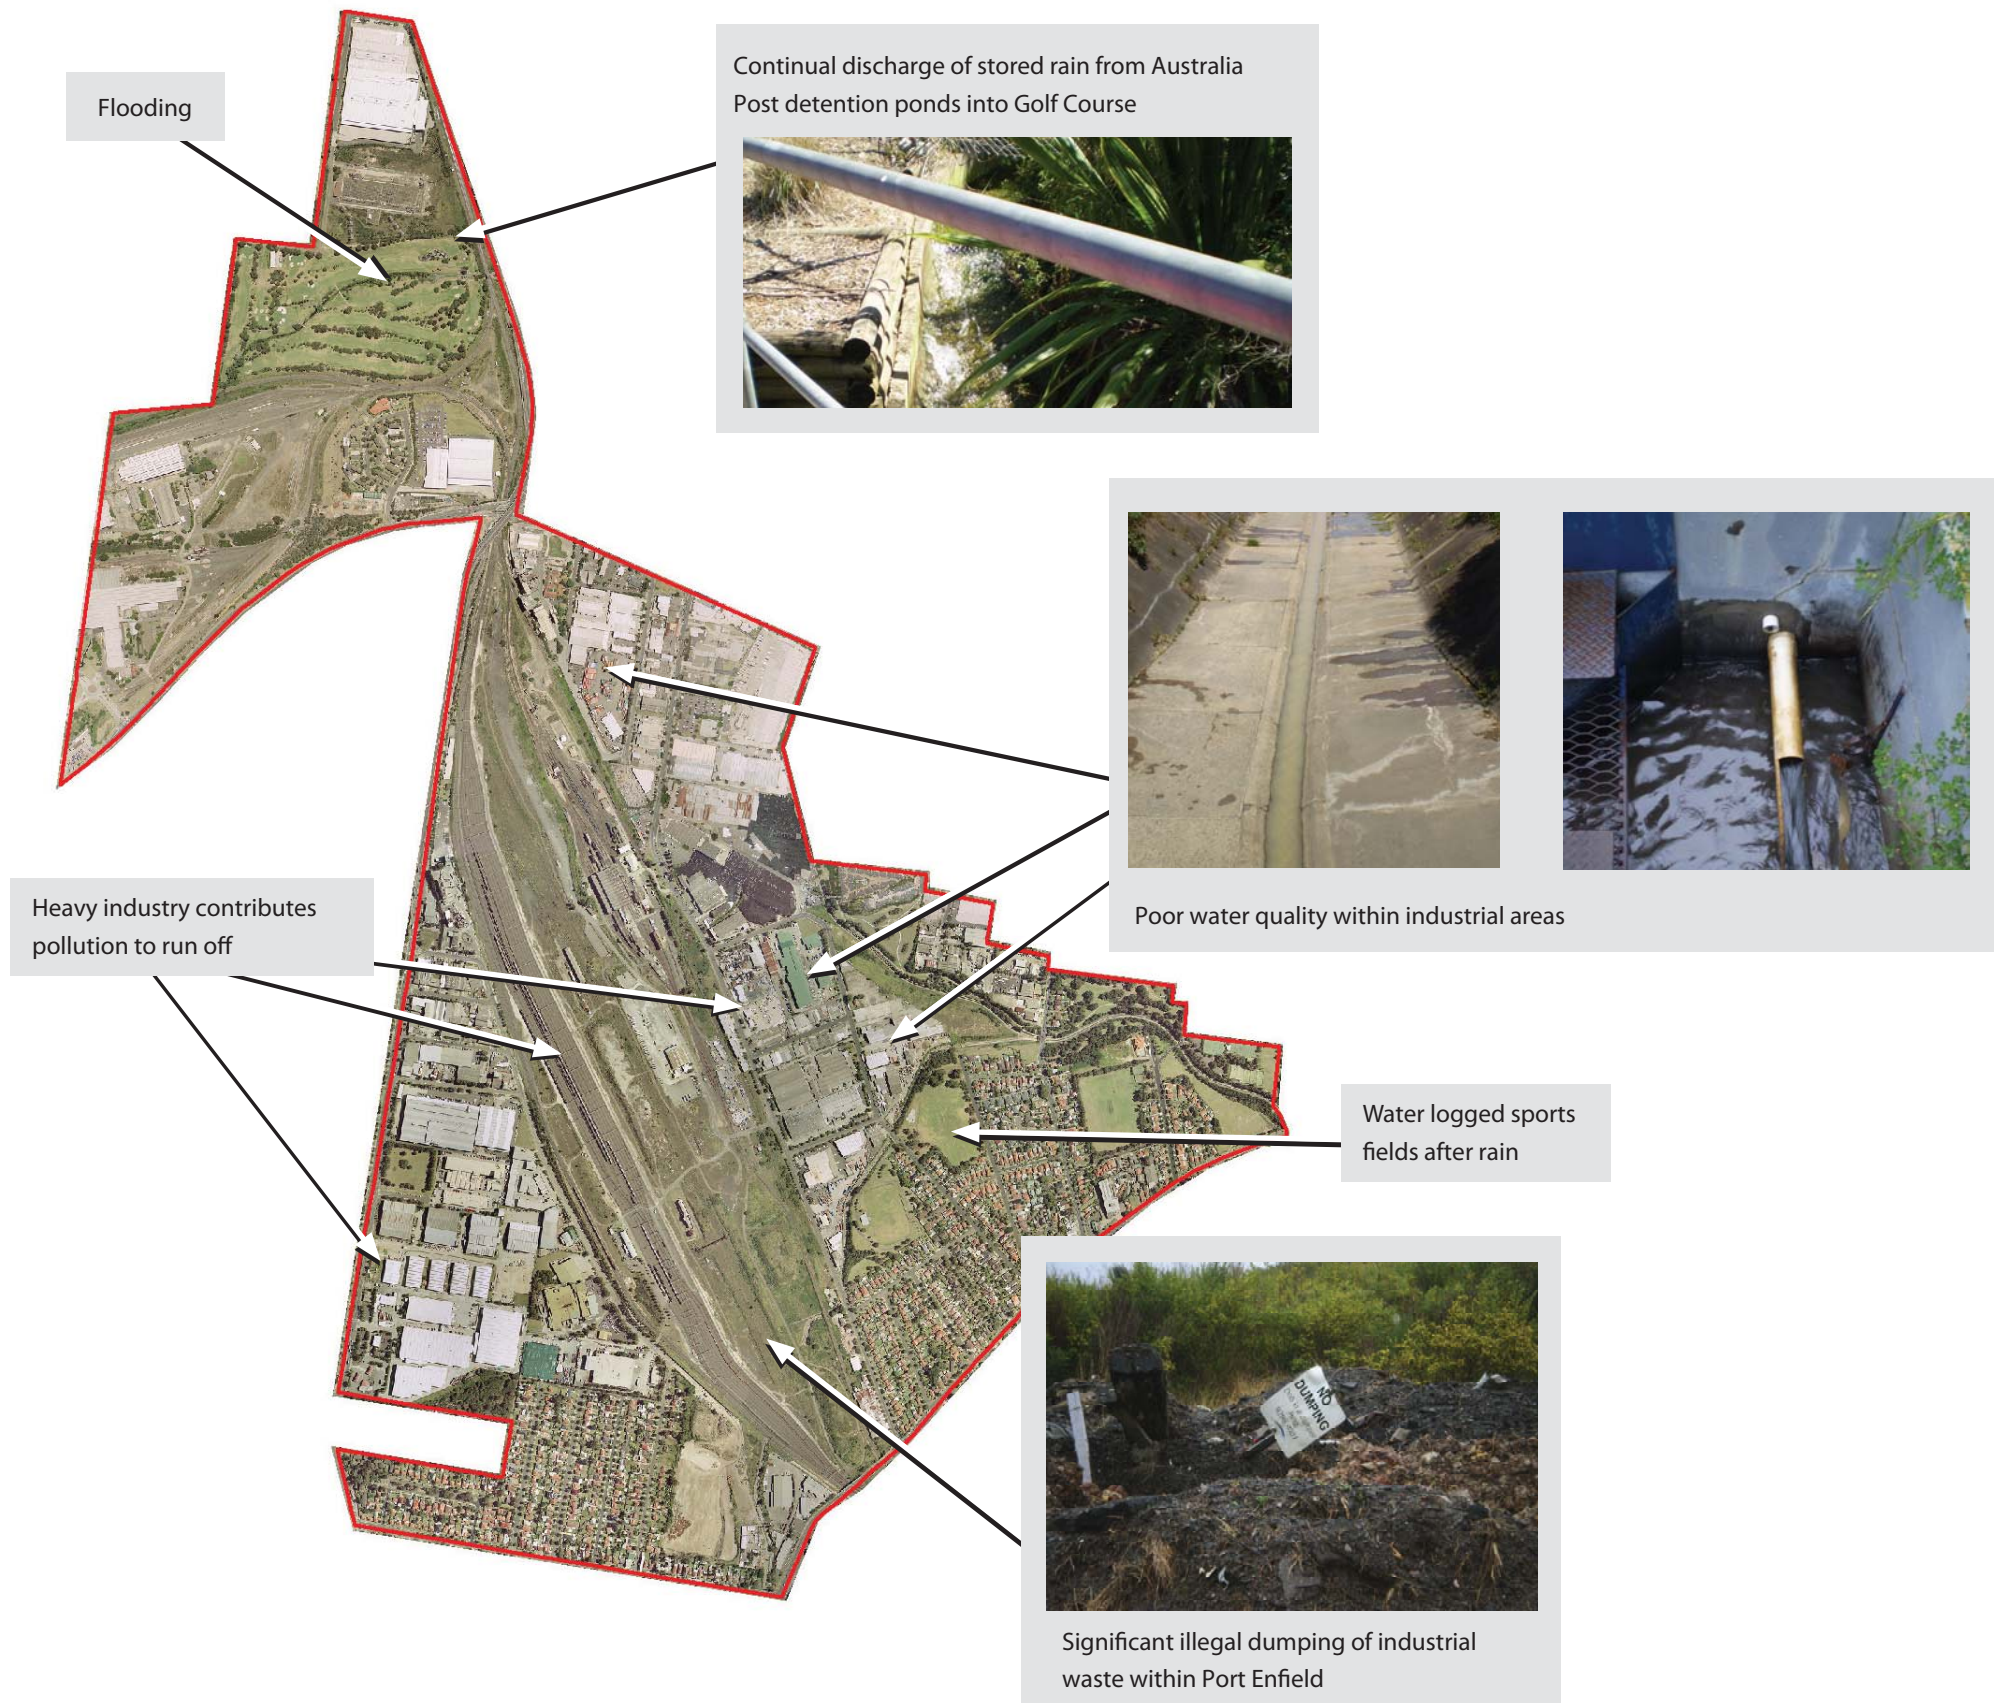 Flooding
Continual discharge of stored rain from Australia
Post detention ponds into Golf Course
Poor water quality within industrial areas
Heavy industry contributes
pollution to run off
Water logged sports
fields after rain
NO
DUMPING
Significant illegal dumping of industrial
waste within Port Enfield